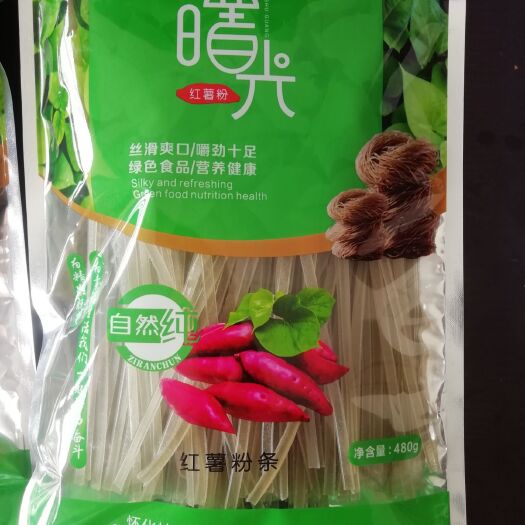 曙光
SHU GUANG
红薯粉
丝滑爽口/嚼劲十足
绿色食品/营养健康
Silky and refreshing
Green food nutrition health
自然纯
ZIRANCHUN
红薯粉条
净含量:480g